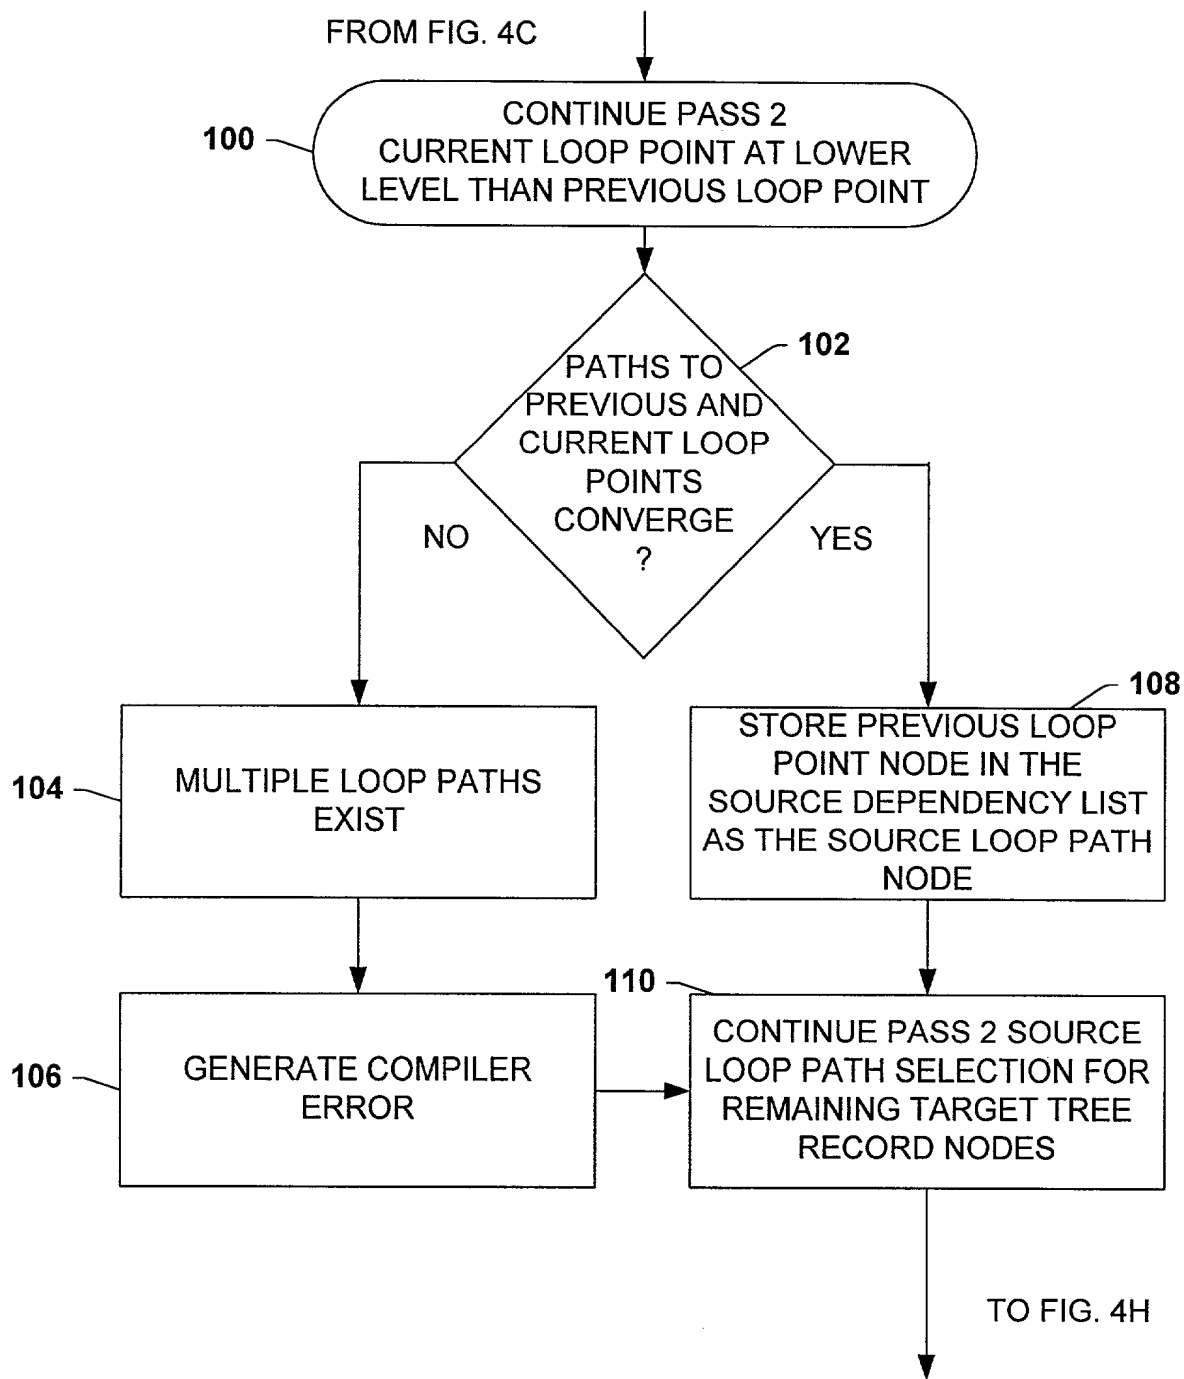 FROM FIG. 4C
100
CONTINUE PASS 2
CURRENT LOOP POINT AT LOWER
LEVEL THAN PREVIOUS LOOP POINT
102
PATHS TO
PREVIOUS AND
CURRENT LOOP
POINTS
CONVERGE
?
NO
YES
104
MULTIPLE LOOP PATHS
EXIST
108
STORE PREVIOUS LOOP
POINT NODE IN THE
SOURCE DEPENDENCY LIST
AS THE SOURCE LOOP PATH
NODE
106
GENERATE COMPILER
ERROR
110
CONTINUE PASS 2 SOURCE
LOOP PATH SELECTION FOR
REMAINING TARGET TREE
RECORD NODES
TO FIG. 4H